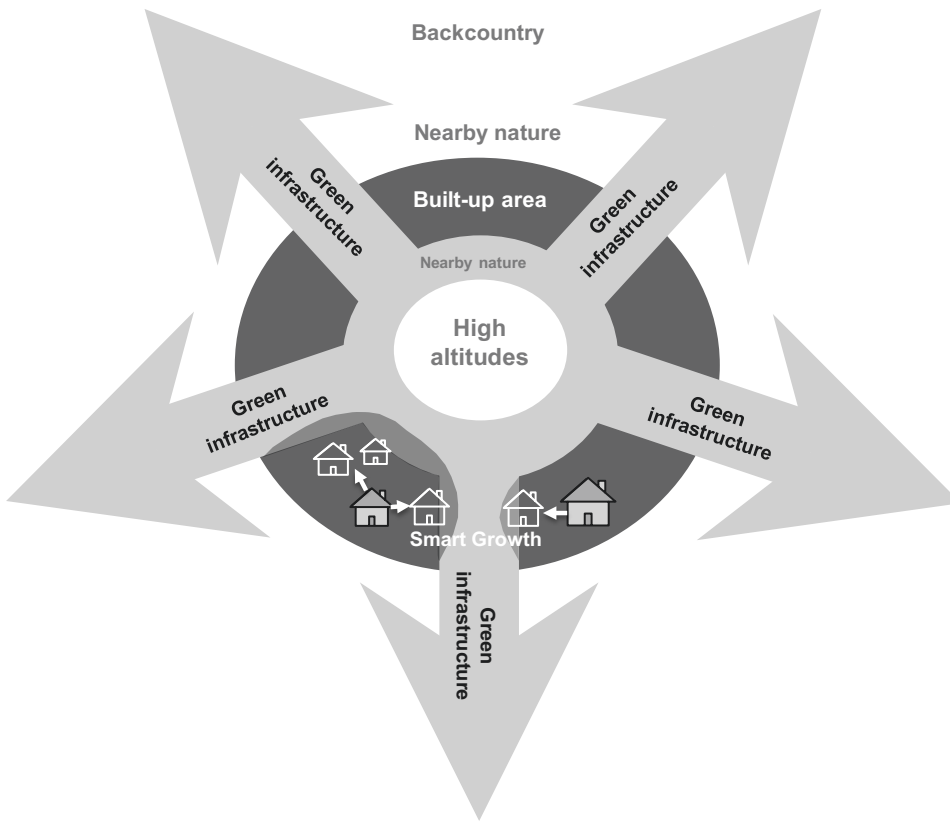 Backcountry
Nearby nature
Green
infrastructure
Built-up area
Green
infrastructure
Nearby nature
High
altitudes
Green
infrastructure
Green
infrastructure
Smart Growth
Green
infrastructure